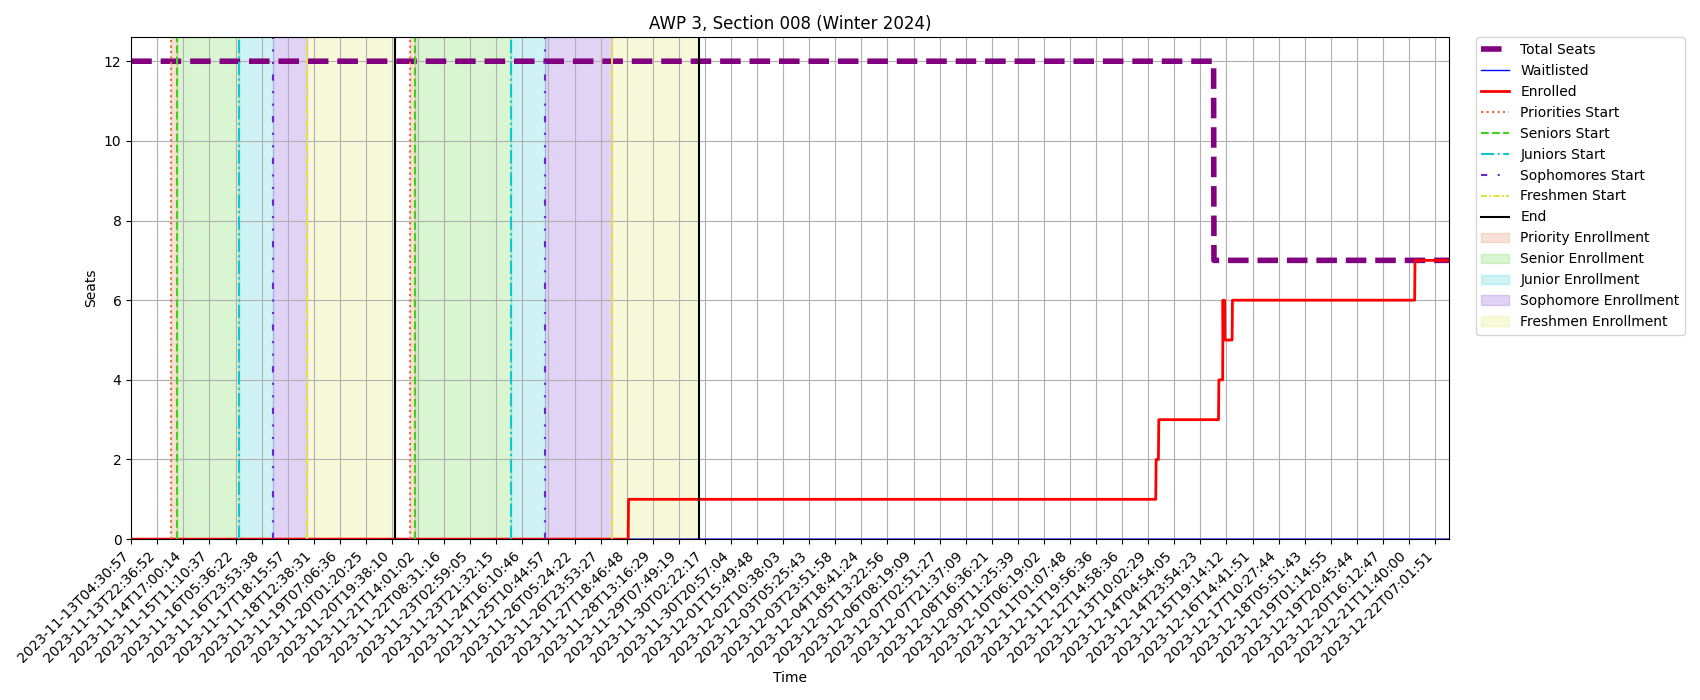 AWP 3, Section 008 (Winter 2024)
Seats
12
10
8
6
4
2
0
2023-11-13T04:30:57
2023-11-13T22:36:52
2023-11-14T17:00:14
2023-11-15T11:10:37
2023-11-16T05:36:22
2023-11-16T23:53:38
2023-11-17T18:15:57
2023-11-18T12:38:31
2023-11-19T07:06:36
2023-11-20T01:20:25
2023-11-20T19:38:10
2023-11-21T14:01:02
2023-11-22T08:31:16
2023-11-23T02:59:05
2023-11-23T21:32:15
2023-11-24T16:10:46
2023-11-25T10:44:57
2023-11-26T05:24:22
2023-11-26T23:53:27
2023-11-27T18:46:48
2023-11-28T13:16:29
2023-11-29T07:49:19
2023-11-30T02:22:17
2023-11-30T20:57:04
2023-12-01T15:49:48
2023-12-02T10:38:03
2023-12-03T05:25:43
2023-12-03T23:51:58
2023-12-04T18:41:24
2023-12-05T13:22:56
2023-12-06T08:19:09
2023-12-07T02:51:27
2023-12-07T21:37:09
2023-12-08T16:36:21
2023-12-09T11:25:39
2023-12-10T06:19:02
2023-12-11T01:07:48
2023-12-11T19:56:36
2023-12-12T14:58:36
2023-12-13T10:02:29
2023-12-14T04:54:05
2023-12-14T23:54:23
2023-12-15T19:14:12
2023-12-16T14:41:51
2023-12-17T10:27:44
2023-12-18T05:51:43
2023-12-19T01:14:55
2023-12-19T20:45:44
2023-12-20T16:12:47
2023-12-21T11:40:00
2023-12-22T07:01:51
Time
Total Seats
Waitlisted
Enrolled
Priorities Start
Seniors Start
Juniors Start
Sophomores Start
Freshmen Start
End
Priority Enrollment
Senior Enrollment
Junior Enrollment
Sophomore Enrollment
Freshmen Enrollment